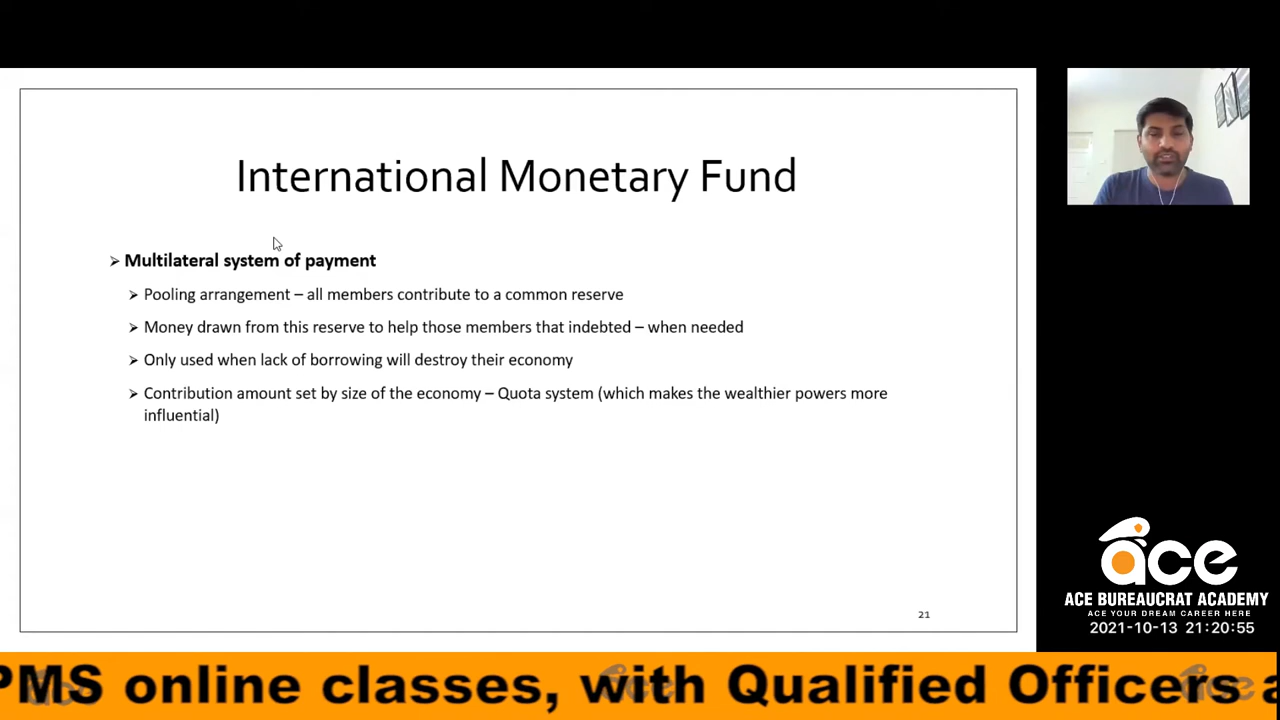 International Monetary Fund
➢ Multilateral system of payment
➢ Pooling arrangement – all members contribute to a common reserve
➢ Money drawn from this reserve to help those members that indebted – when needed
➢ Only used when lack of borrowing will destroy their economy
➢ Contribution amount set by size of the economy – Quota system (which makes the wealthier powers more
influential)
21
ace
ACE BUREAUCRAT ACADEMY
ACE YOUR DREAM CAREER HERE
2021-10-13 21:20:55
PMS online classes, with Qualified Officers a